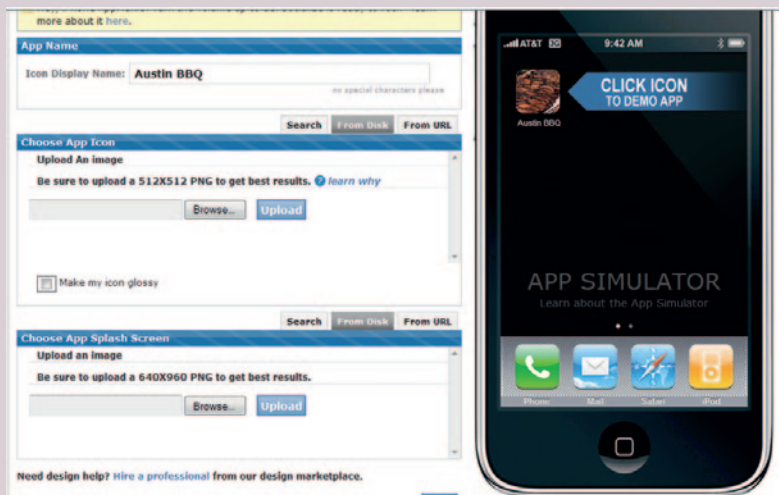 more about it here.
App Name
Icon Display Name: Austin BBQ
no special characters please
Search From Disk From URL
Choose App Icon
Upload An image
Be sure to upload a 512X512 PNG to get best results. ? learn why
Browse... Upload
Make my icon glossy
Search From Disk From URL
Choose App Splash Screen
Upload an image
Be sure to upload a 640X960 PNG to get best results.
Browse... Upload
Need design help? Hire a professional from our design marketplace.
AT&T 3G 9:42 AM
CLICK ICON
TO DEMO APP
Austin BBQ
APP SIMULATOR
Learn about the App Simulator
Phone Mail Safari iPod